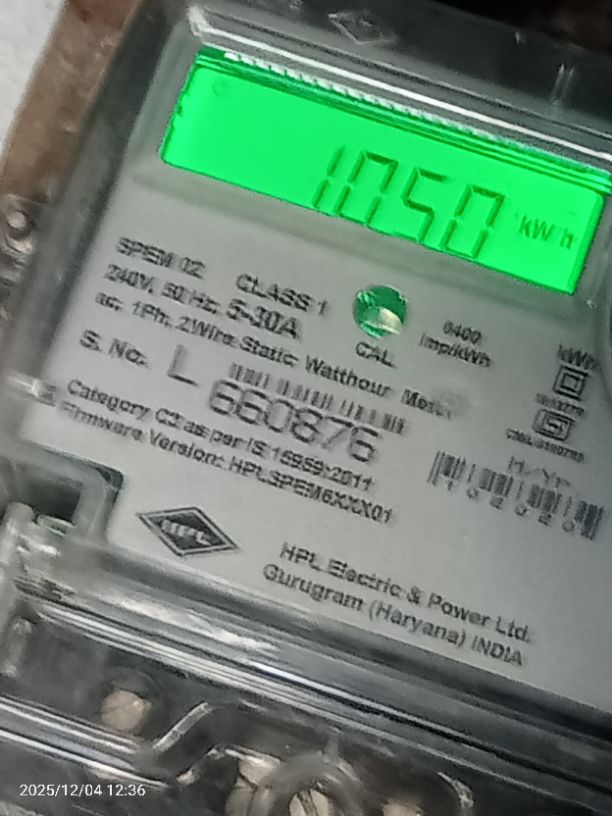 1050 kWh
SPEM 02 CLASS 1
240V, 50 Hz, 5-30A
ac, 1Ph, 2Wire Static Watthour Meter
CAL
6400
imp/kWh
kWh
S. No. L 660876
Category C2 as per IS 15959:2011
Firmware Version: HPLSPEM6XXX01
HPL
HPL Electric & Power Ltd.
Gurugram (Haryana) INDIA
2025/12/04 12:36